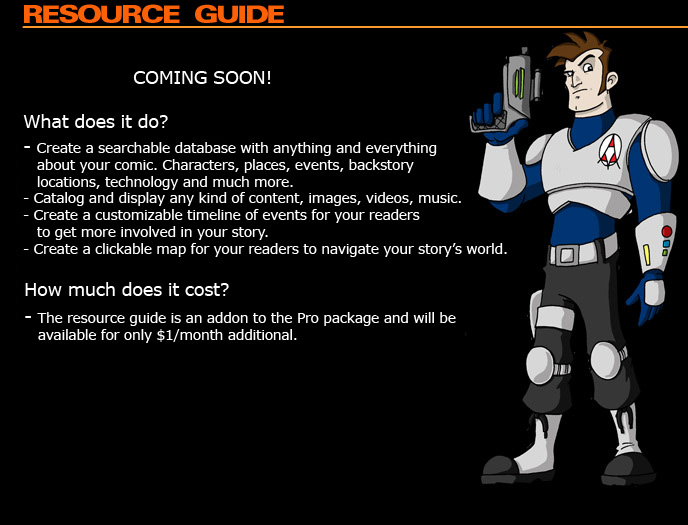 RESOURCE GUIDE
COMING SOON!
What does it do?
- Create a searchable database with anything and everything
about your comic. Characters, places, events, backstory
locations, technology and much more.
- Catalog and display any kind of content, images, videos, music.
- Create a customizable timeline of events for your readers
to get more involved in your story.
- Create a clickable map for your readers to navigate your story's world.
How much does it cost?
- The resource guide is an addon to the Pro package and will be
available for only $1/month additional.